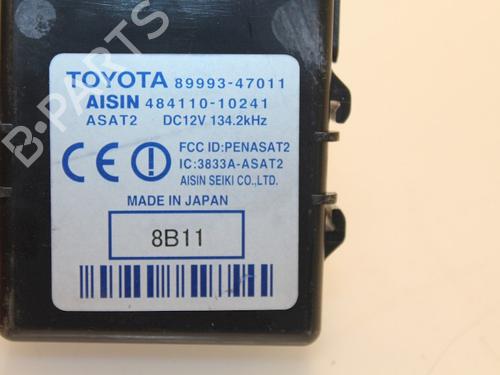 TOYOTA 89993-47011
AISIN 484110-10241
ASAT2 DC12V 134.2kHz
CE
FCC ID:PENASAT2
IC:3833A-ASAT2
AISIN SEIKI CO.,LTD.
MADE IN JAPAN
8B11